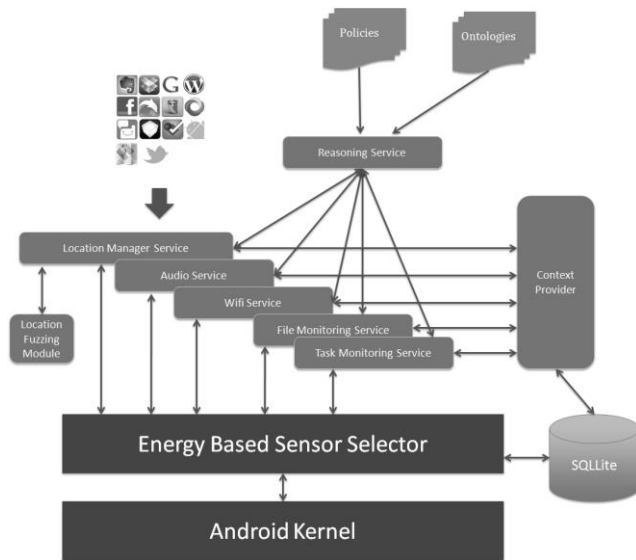 Policies
Ontologies
G
W
f
Reasoning Service
Location Manager Service
Audio Service
Wifi Service
File Monitoring Service
Task Monitoring Service
Context
Provider
Location
Fuzzing
Module
Energy Based Sensor Selector
SQLLite
Android Kernel